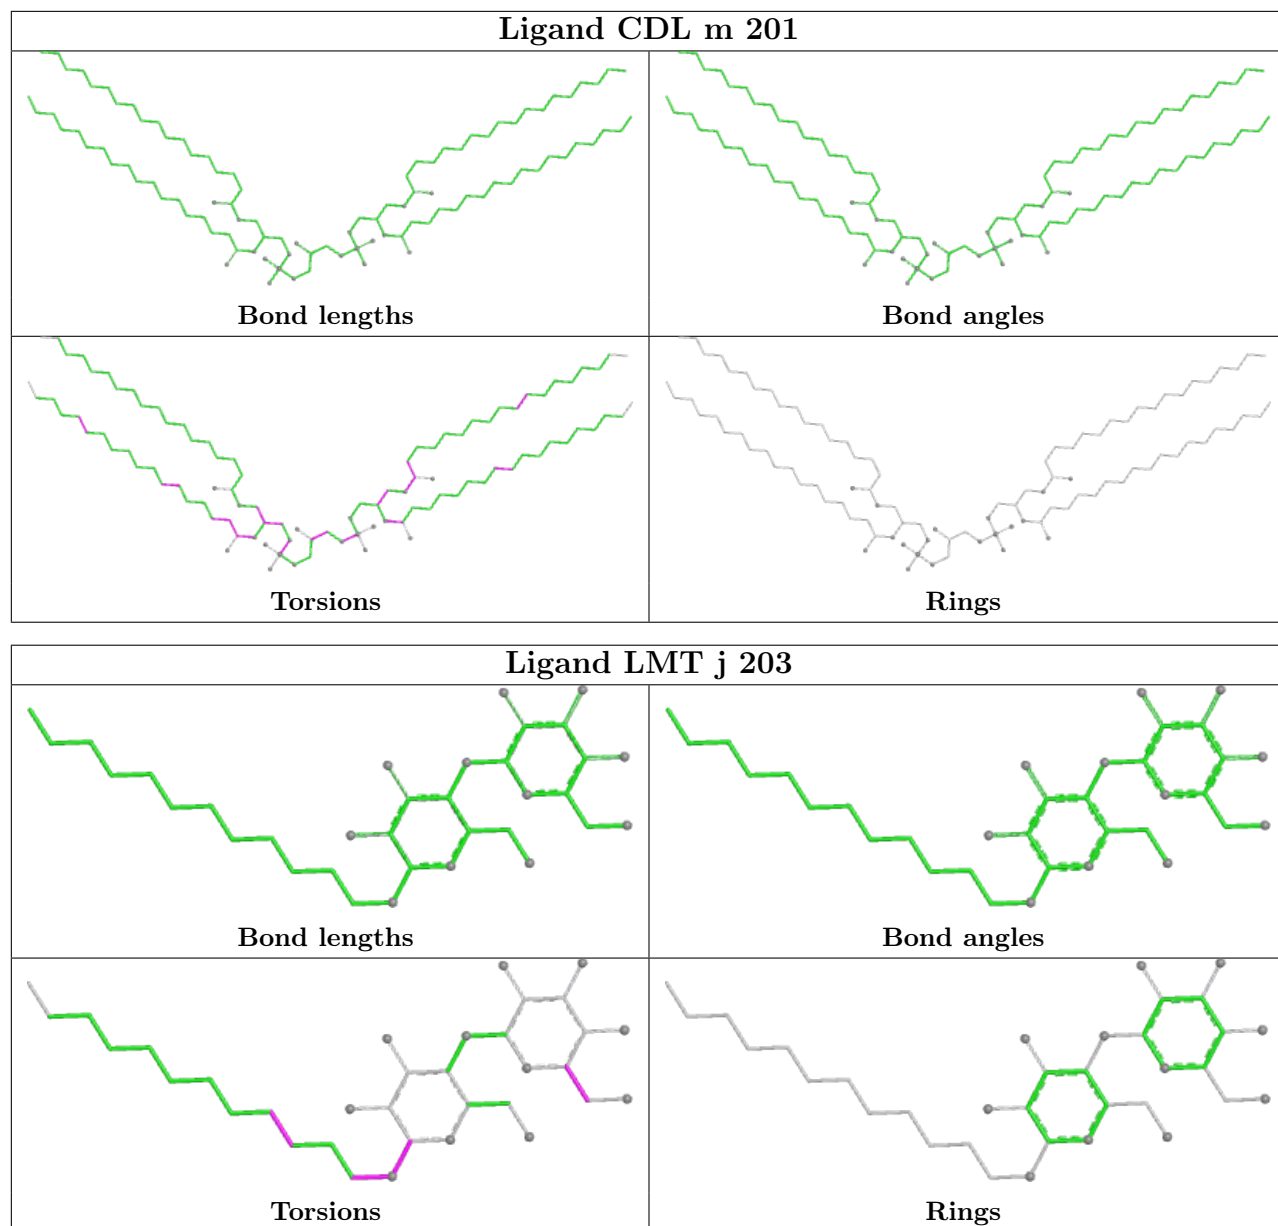 Ligand CDL m 201
Bond lengths
Bond angles
Torsions
Rings
Ligand LMT j 203
Bond lengths
Bond angles
Torsions
Rings